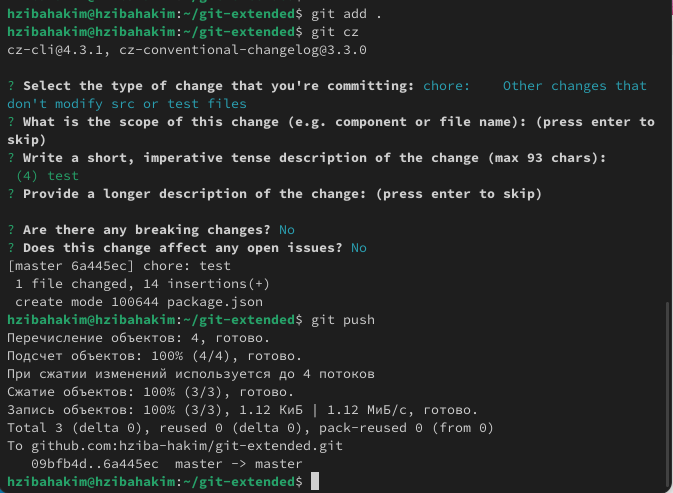 hzibahakim@hzibahakim:~/git-extended$ git add .
hzibahakim@hzibahakim:~/git-extended$ git cz
cz-cli@4.3.1, cz-conventional-changelog@3.3.0
? Select the type of change that you're committing: chore:    Other changes that
don't modify src or test files
? What is the scope of this change (e.g. component or file name): (press enter to
skip)
? Write a short, imperative tense description of the change (max 93 chars):
 (4) test
? Provide a longer description of the change: (press enter to skip)
? Are there any breaking changes? No
? Does this change affect any open issues? No
[master 6a445ec] chore: test
 1 file changed, 14 insertions(+)
 create mode 100644 package.json
hzibahakim@hzibahakim:~/git-extended$ git push
Перечисление объектов: 4, готово.
Подсчет объектов: 100% (4/4), готово.
При сжатии изменений используется до 4 потоков
Сжатие объектов: 100% (3/3), готово.
Запись объектов: 100% (3/3), 1.12 КиБ | 1.12 МиБ/с, готово.
Total 3 (delta 0), reused 0 (delta 0), pack-reused 0 (from 0)
To github.com:hziba-hakim/git-extended.git
   09bfb4d..6a445ec  master -> master
hzibahakim@hzibahakim:~/git-extended$